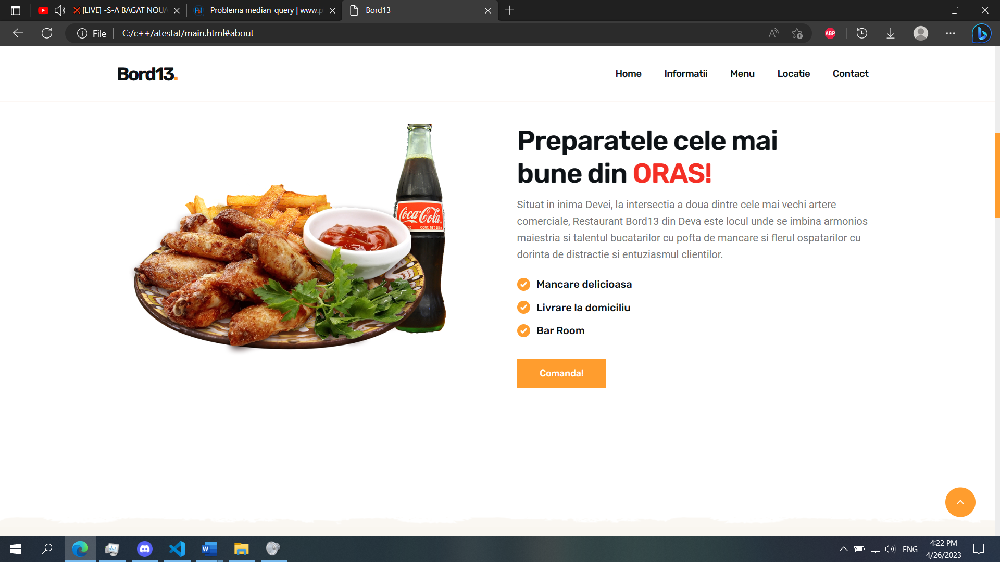 [LIVE] -S-A BAGAT NOUA
Problema median_query | www.p
Bord13
File
C:/c++/atestat/main.html#about
ABP
Bord13.
Home
Informatii
Menu
Locatie
Contact
Preparatele cele mai
bune din ORAS!
Situat in inima Devei, la intersectia a doua dintre cele mai vechi artere
comerciale, Restaurant Bord13 din Deva este locul unde se imbina armonios
maiestria si talentul bucatarilor cu pofta de mancare si flerul ospatarilor cu
dorinta de distractie si entuziasmul clientilor.
Coca-Cola
CONT. NET.
Mancare delicioasa
Livrare la domiciliu
Bar Room
Comanda!
ENG
4:22 PM
4/26/2023